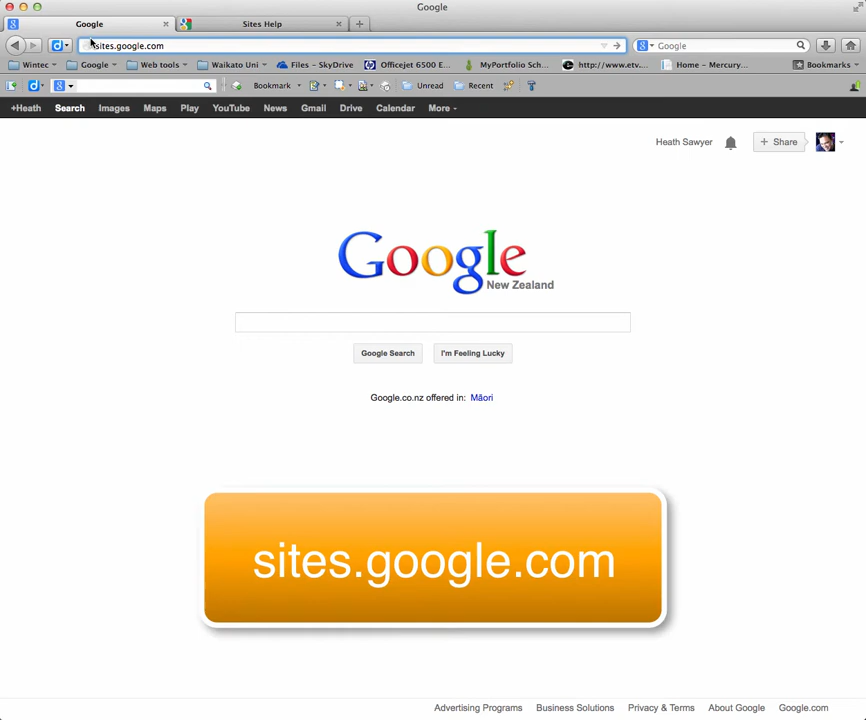 Google
Google
Sites Help
sites.google.com
Google
Wintec
Google
Web tools
Waikato Uni
Files – SkyDrive
Officejet 6500 E...
MyPortfolio Sch...
http://www.etv....
Home – Mercury...
Bookmarks
Bookmark
Unread
Recent
+Heath
Search
Images
Maps
Play
YouTube
News
Gmail
Drive
Calendar
More
Heath Sawyer
+ Share
Google
New Zealand
Google Search
I'm Feeling Lucky
Google.co.nz offered in: Māori
sites.google.com
Advertising Programs
Business Solutions
Privacy & Terms
About Google
Google.com